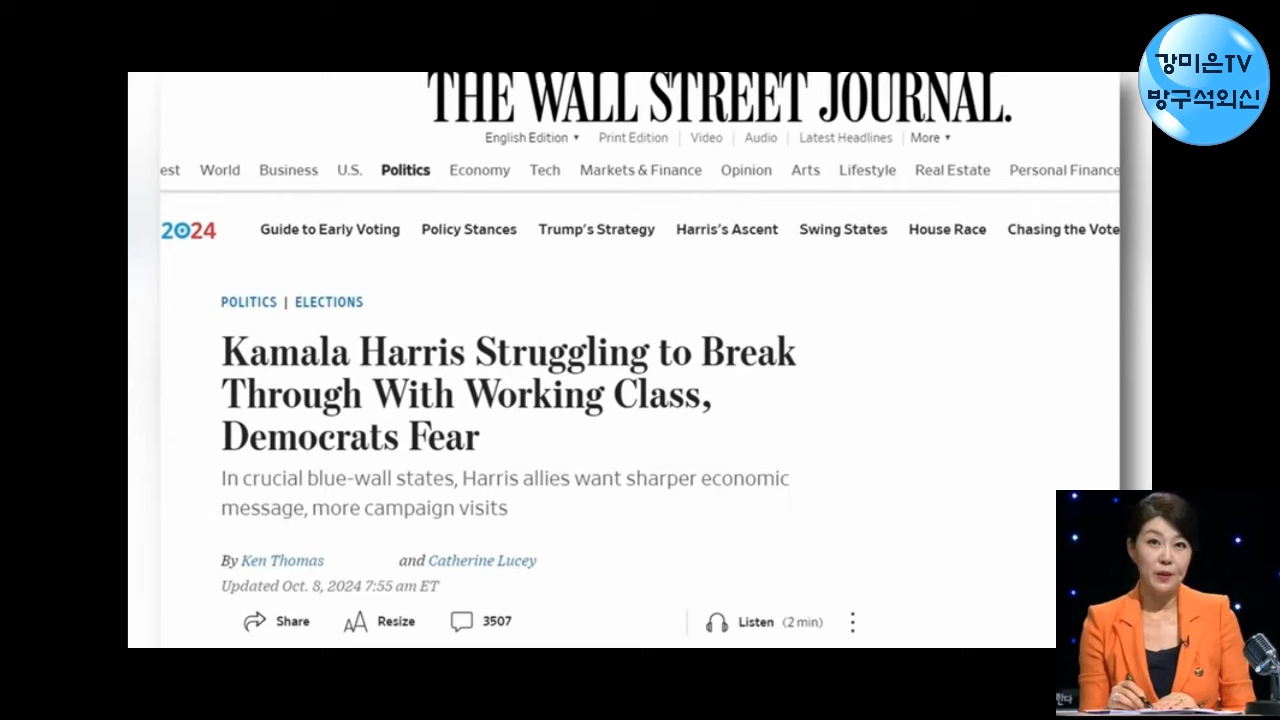 강미은TV
방구석외신
THE WALL STREET JOURNAL.
English Edition Print Edition Video Audio Latest Headlines More
est World Business U.S. Politics Economy Tech Markets & Finance Opinion Arts Lifestyle Real Estate Personal Finance
2024 Guide to Early Voting Policy Stances Trump's Strategy Harris's Ascent Swing States House Race Chasing the Vote
POLITICS | ELECTIONS
Kamala Harris Struggling to Break
Through With Working Class,
Democrats Fear
In crucial blue-wall states, Harris allies want sharper economic
message, more campaign visits
By Ken Thomas and Catherine Lucey
Updated Oct. 8, 2024 7:55 am ET
Share Resize 3507 Listen (2 min)
한다